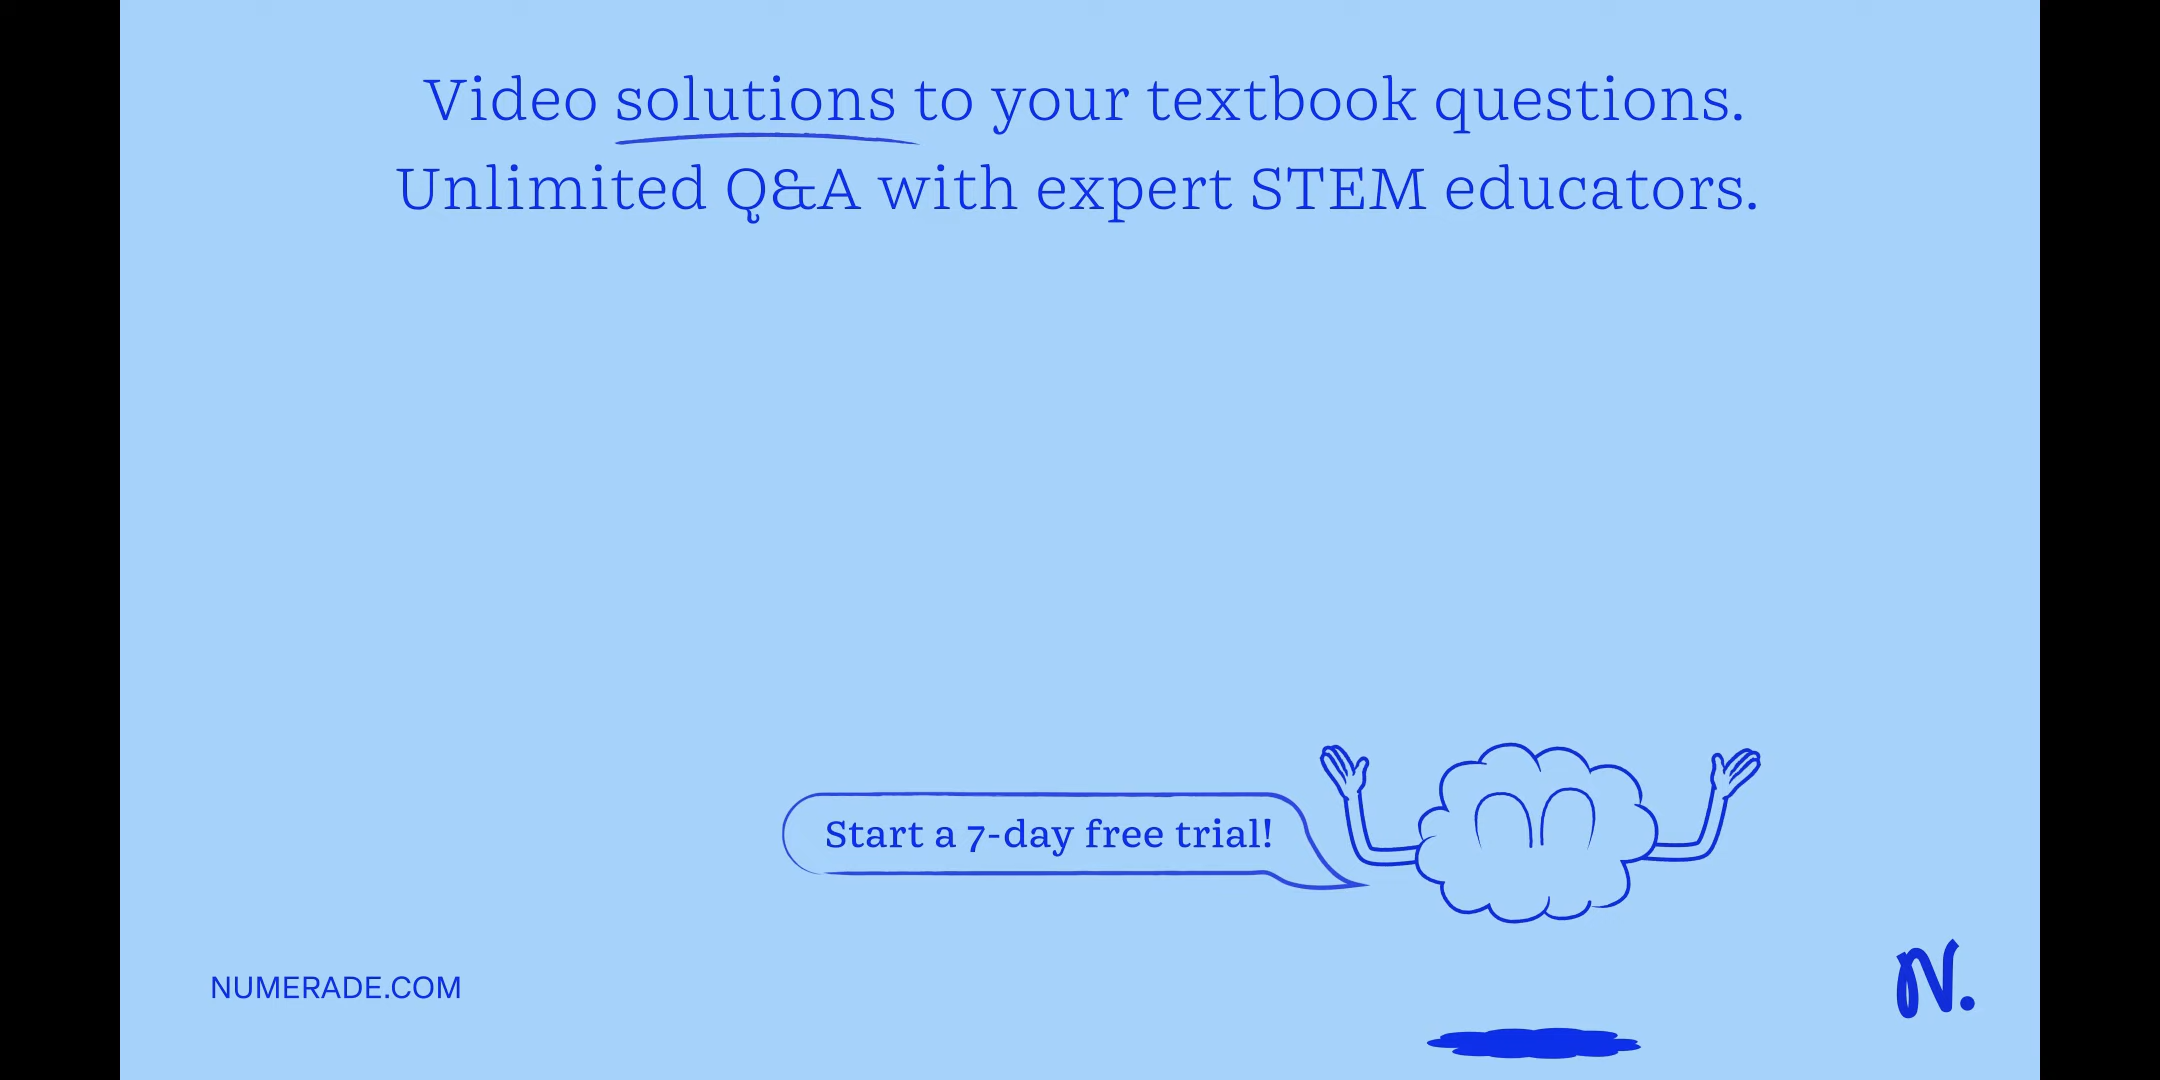 Video solutions to your textbook questions.
Unlimited Q&A with expert STEM educators.
Start a 7-day free trial!
NUMERADE.COM
N.